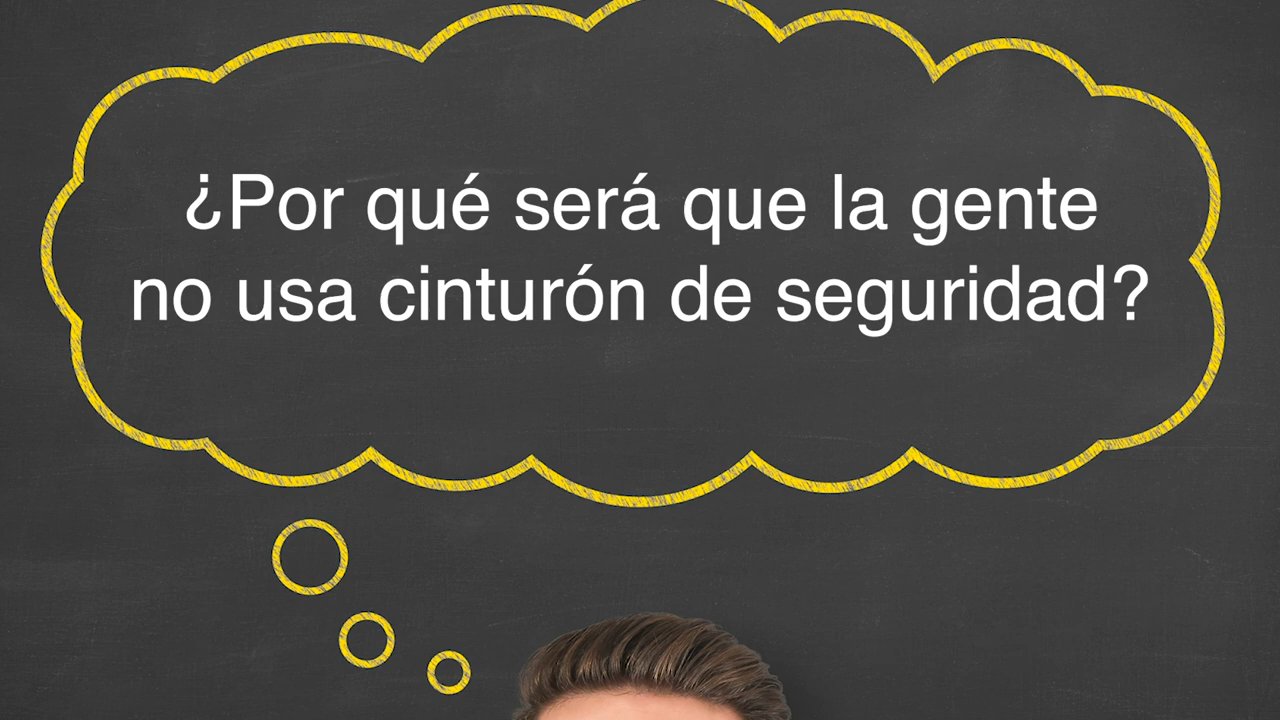 ¿Por qué será que la gente
no usa cinturón de seguridad?